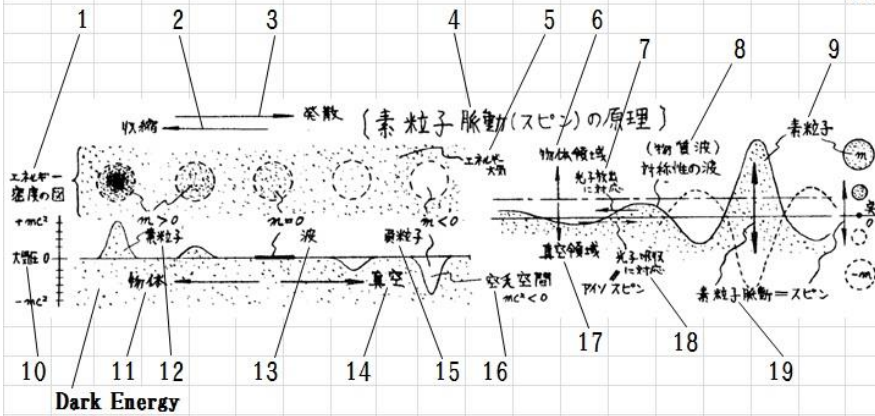 1 2 3 4 5 6 7 8 9
発散
収縮
{素粒子脈動(スピン)の原理}
エネルギー
密度の図
エネルギー
大気
物体領域
光子放出
に対応
(物質波)
対称性の波
素粒子
m
m>0
m=0
m<0
+mc²
素粒子
波
負粒子
大気圧 0
物体
真空
空乏空間
mc²<0
-mc²
真空領域
光子吸収
に対応
アイソスピン
0
-m
素粒子脈動=スピン
10 11 12 13 14 15 16 17 18 19
Dark Energy